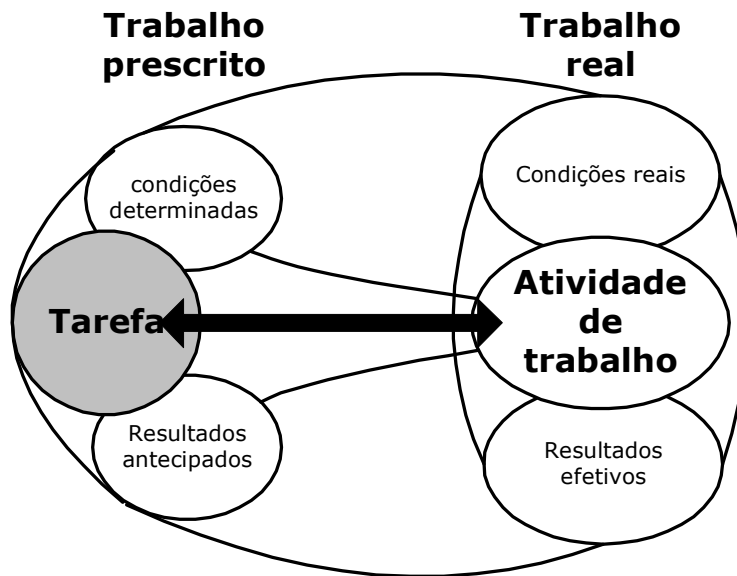 Trabalho
prescrito
Trabalho
real
condições
determinadas
Condições reais
Tarefa
Atividade
de
trabalho
Resultados
antecipados
Resultados
efetivos